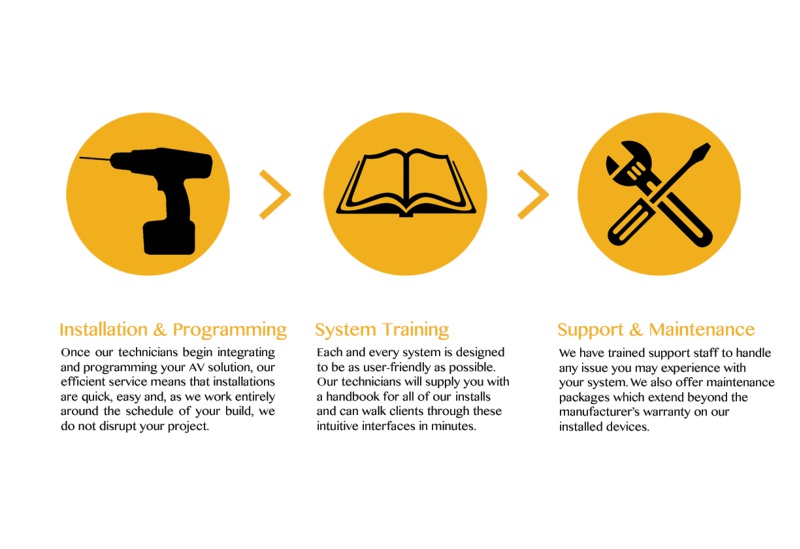 Installation & Programming
Once our technicians begin integrating
and programming your AV solution, our
efficient service means that installations
are quick, easy and, as we work entirely
around the schedule of your build, we
do not disrupt your project.
System Training
Each and every system is designed
to be as user-friendly as possible.
Our technicians will supply you with
a handbook for all of our installs
and can walk clients through these
intuitive interfaces in minutes.
Support & Maintenance
We have trained support staff to handle
any issue you may experience with
your system. We also offer maintenance
packages which extend beyond the
manufacturer's warranty on our
installed devices.